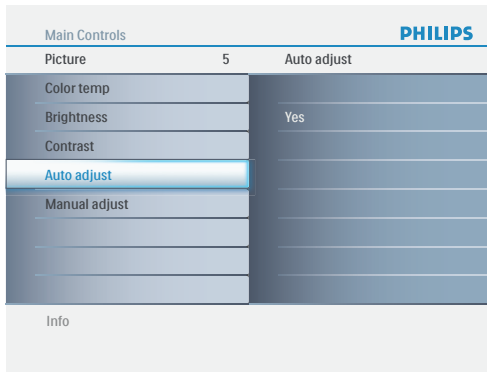 Main Controls PHILIPS
Picture 5 Auto adjust
Color temp
Brightness Yes
Contrast
Auto adjust
Manual adjust
Info